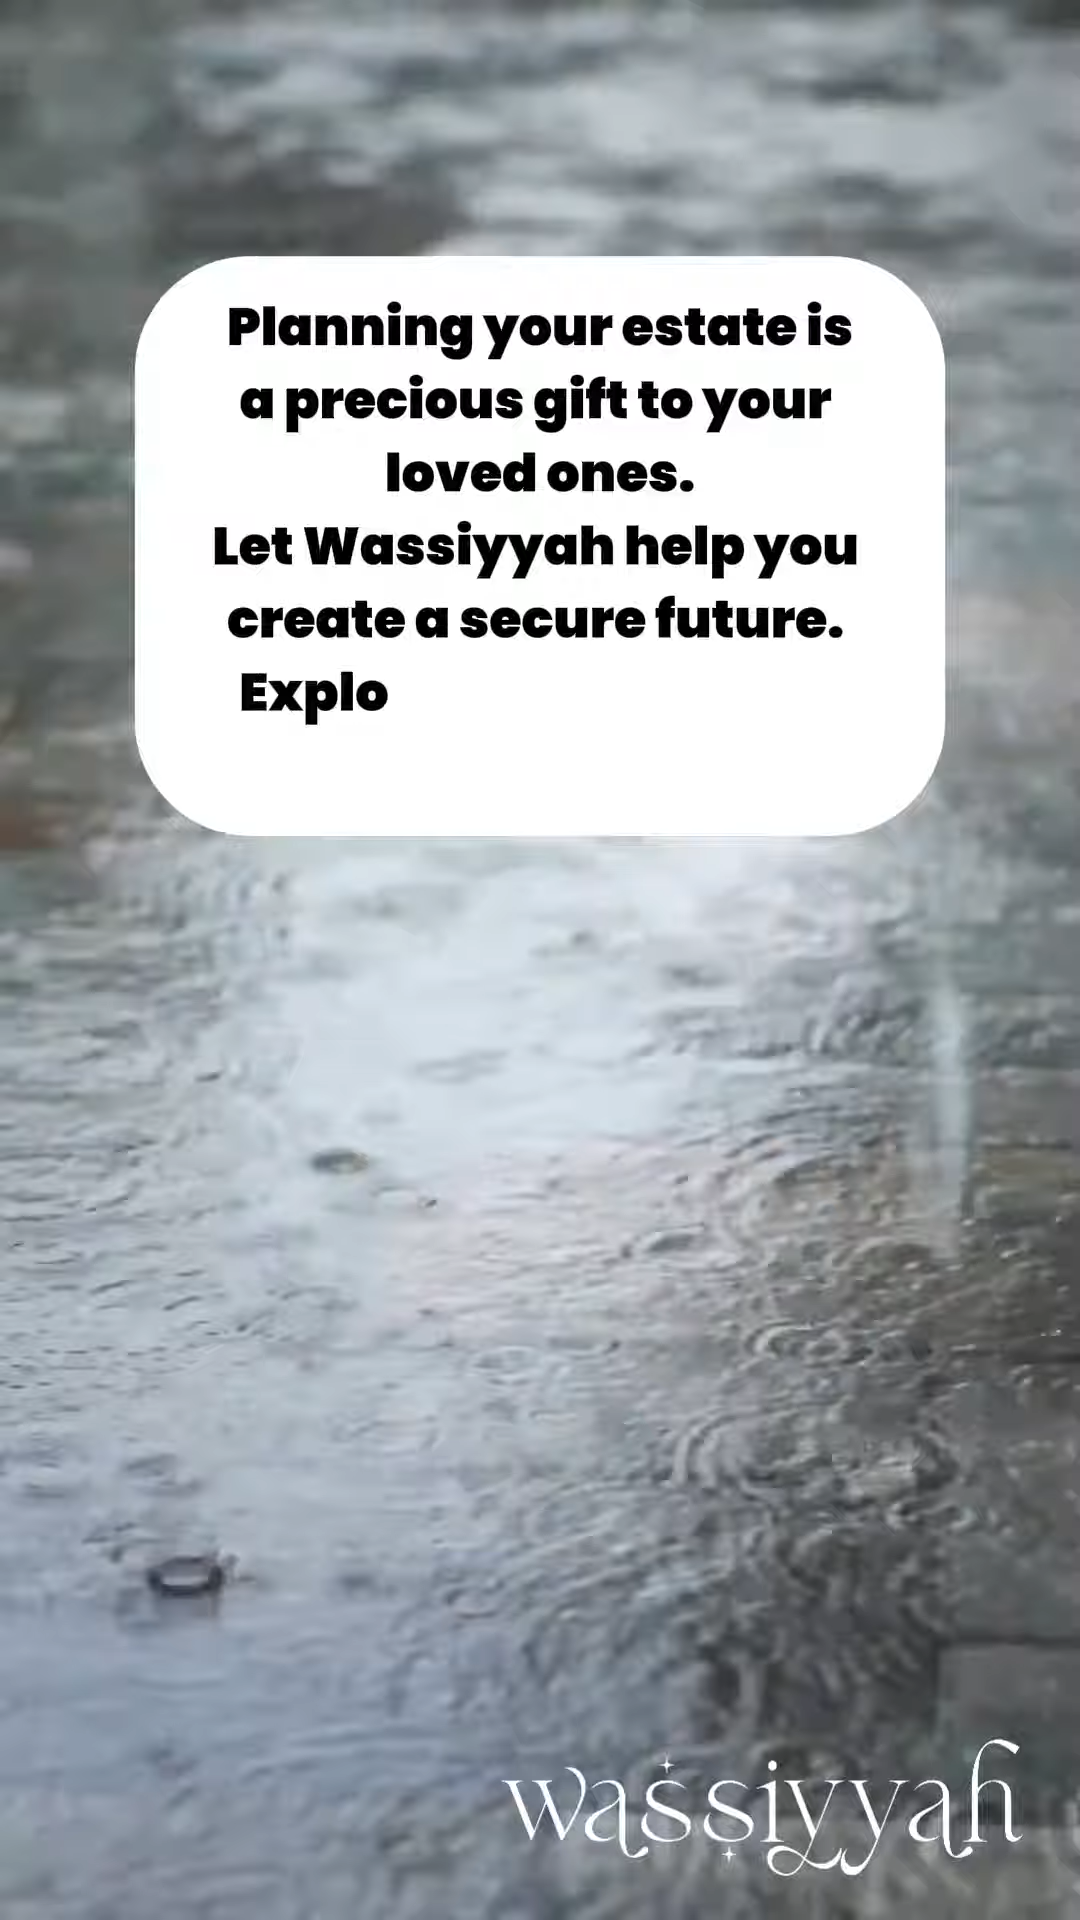 Planning your estate is
a precious gift to your
loved ones.
Let Wassiyyah help you
create a secure future.
Explo
wassiyyah